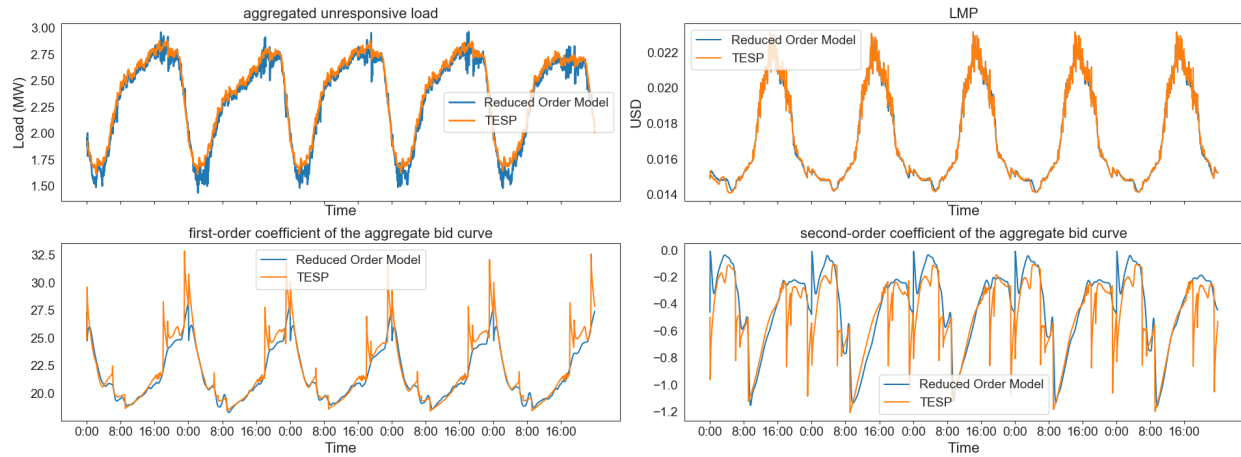 aggregated unresponsive load
Load (MW)
3.00
2.75
2.50
2.25
2.00
1.75
1.50
Reduced Order Model
TESP
Time
LMP
USD
0.022
0.020
0.018
0.016
0.014
Reduced Order Model
TESP
Time
first-order coefficient of the aggregate bid curve
32.5
30.0
27.5
25.0
22.5
20.0
Reduced Order Model
TESP
0:00 8:00 16:00 0:00 8:00 16:00 0:00 8:00 16:00 0:00 8:00 16:00 0:00 8:00 16:00
Time
second-order coefficient of the aggregate bid curve
0.0
−0.2
−0.4
−0.6
−0.8
−1.0
−1.2
Reduced Order Model
TESP
0:00 8:00 16:00 0:00 8:00 16:00 0:00 8:00 16:00 0:00 8:00 16:00 0:00 8:00 16:00
Time